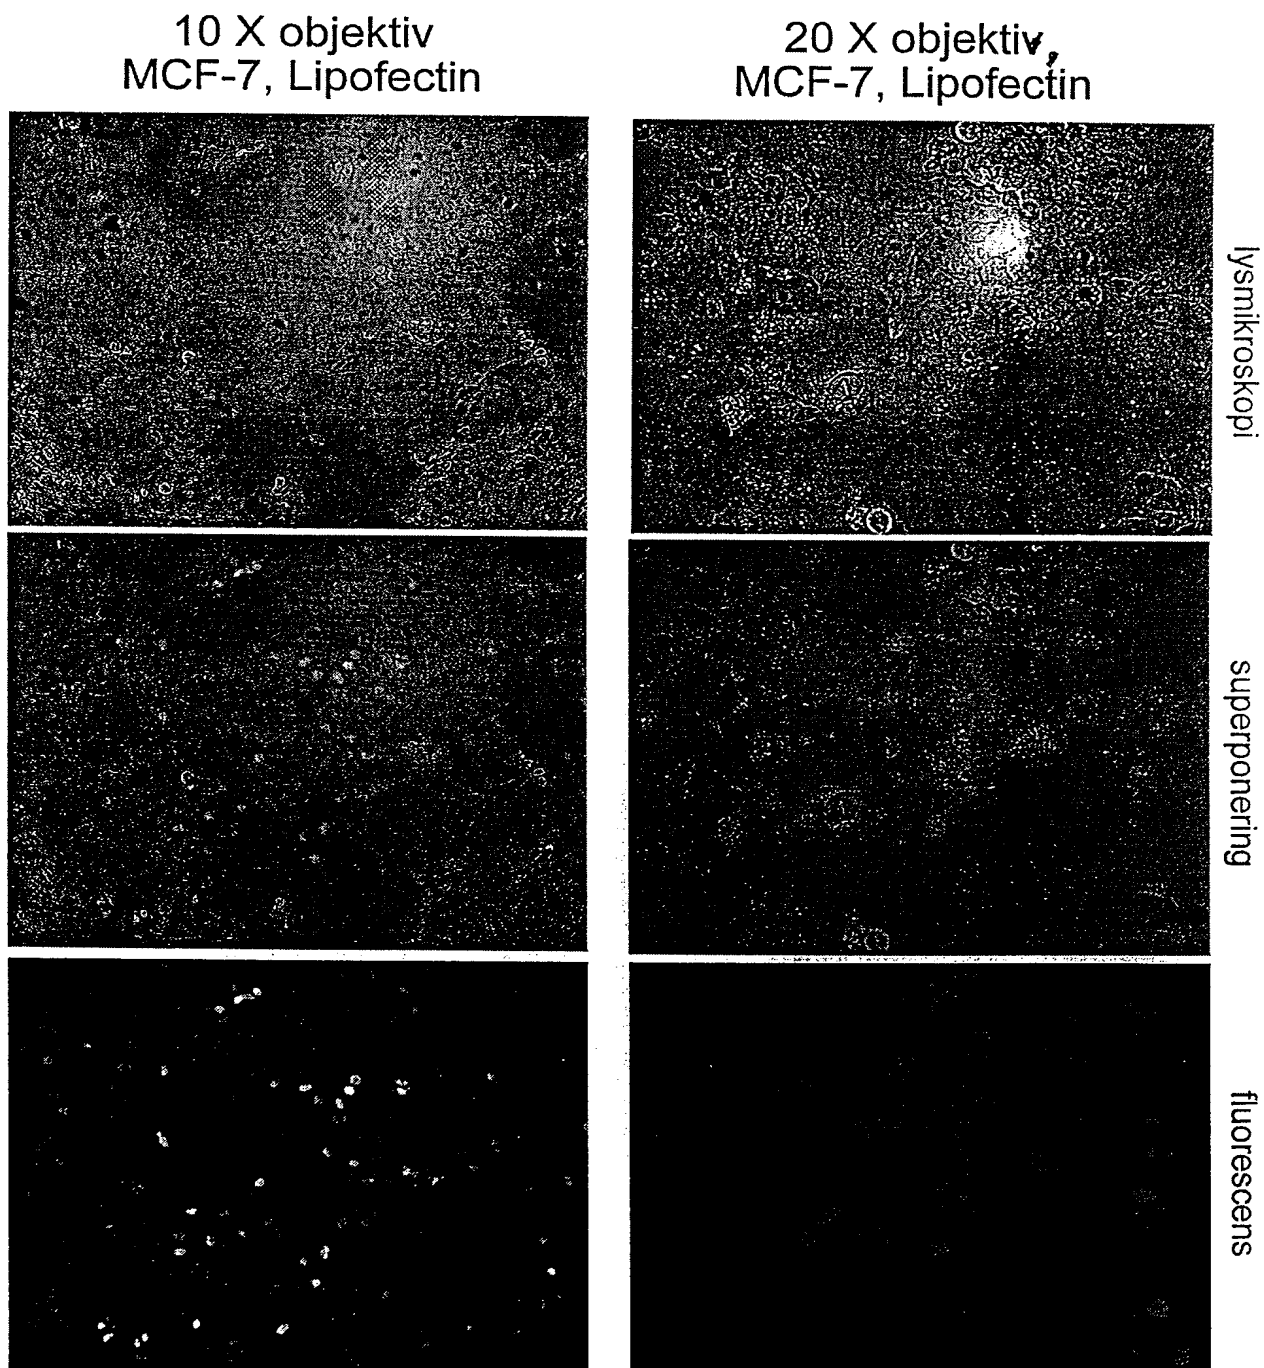 10 X objektiv
MCF-7, Lipofectin
20 X objektiv,
MCF-7, Lipofectin
lysmikroskopi
superponering
fluorescens